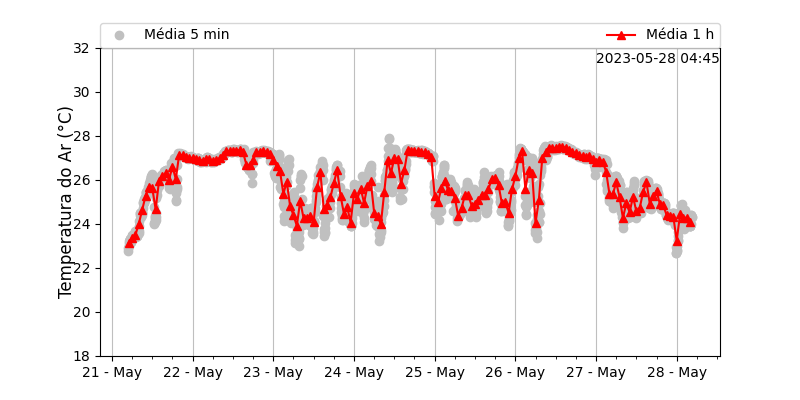 Média 5 min
Média 1 h
2023-05-28 04:45
Temperatura do Ar (°C)
32
30
28
26
24
22
20
18
21 - May
22 - May
23 - May
24 - May
25 - May
26 - May
27 - May
28 - May